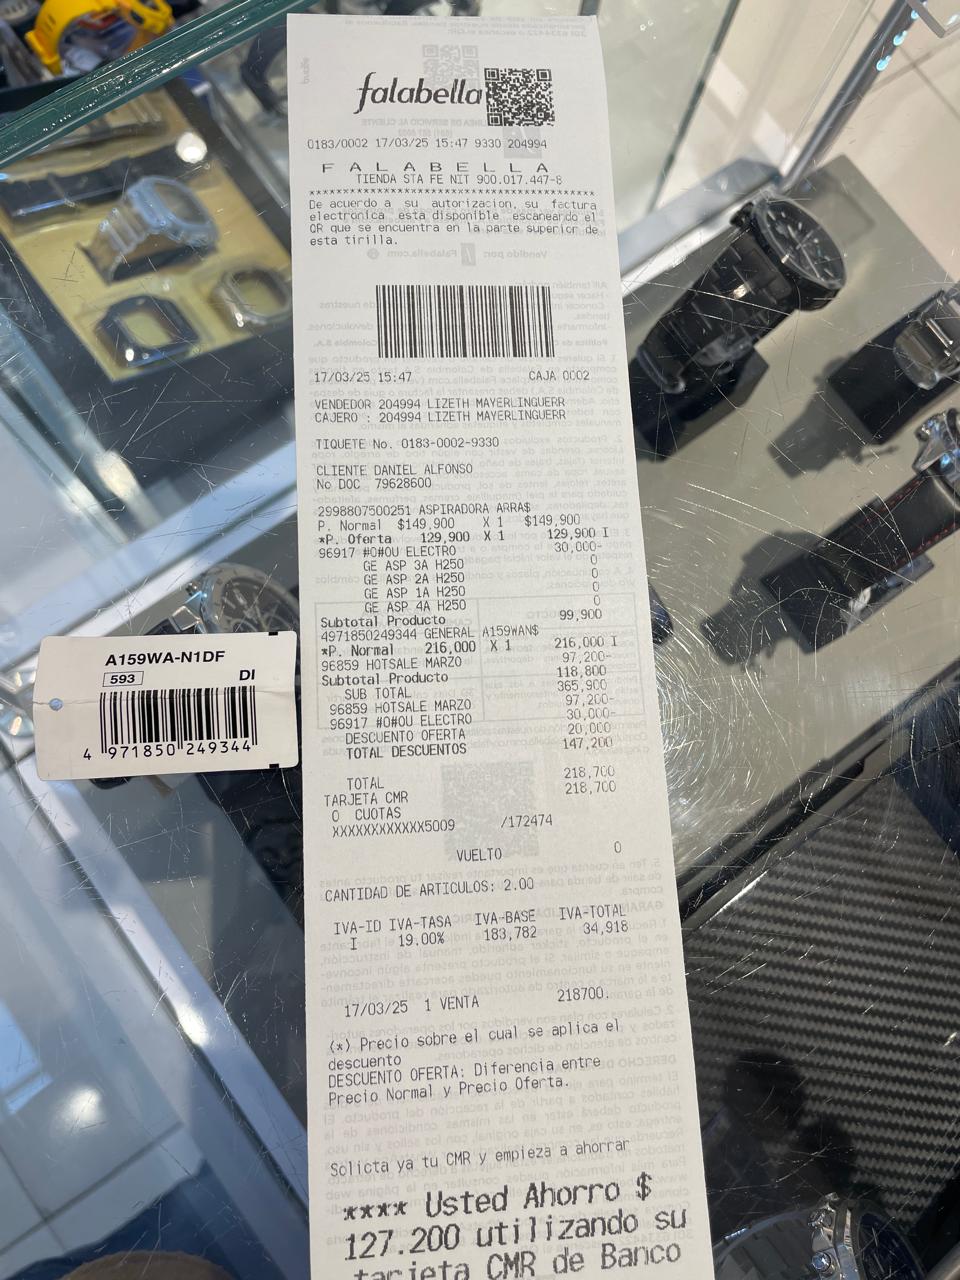 falabella
0183/0002 17/03/25 15:47 9330 204994
F A L A B E L L A
TIENDA STA FE NIT 900.017.447-8
De acuerdo a su autorizacion, su factura
electronica esta disponible escaneando el
QR que se encuentra en la parte superior de
esta tirilla.
17/03/25 15:47 CAJA 0002
VENDEDOR 204994 LIZETH MAYERLINGUERR
CAJERO : 204994 LIZETH MAYERLINGUERR
TIQUETE No. 0183-0002-9330
CLIENTE DANIEL ALFONSO
No DOC 79628600
2998807500251 ASPIRADORA ARRA$
P. Normal $149,900 X 1 $149,900
*P. Oferta 129,900 X 1 129,900 I
96917 #O#OU ELECTRO 30,000-
GE ASP 3A H250 0
GE ASP 2A H250 0
GE ASP 1A H250 0
GE ASP 4A H250 0
Subtotal Producto 99,900
4971850249344 GENERAL A159WAN$
*P. Normal 216,000 X 1 216,000 I
96859 HOTSALE MARZO 97,200-
Subtotal Producto 118,800
SUB TOTAL 365,900
96859 HOTSALE MARZO 97,200-
96917 #O#OU ELECTRO 30,000-
DESCUENTO OFERTA 20,000
TOTAL DESCUENTOS 147,200
TOTAL 218,700
TARJETA CMR 218,700
0 CUOTAS
XXXXXXXXXXXX5009 /172474
VUELTO 0
CANTIDAD DE ARTICULOS: 2.00
IVA-ID IVA-TASA IVA-BASE IVA-TOTAL
I 19.00% 183,782 34,918
17/03/25 1 VENTA 218700.
(*) Precio sobre el cual se aplica el
descuento
DESCUENTO OFERTA: Diferencia entre
Precio Normal y Precio Oferta.
Solicta ya tu CMR y empieza a ahorrar
**** Usted Ahorro $
127.200 utilizando su
tarjeta CMR de Banco
A159WA-N1DF
593 DI
4 971850 249344